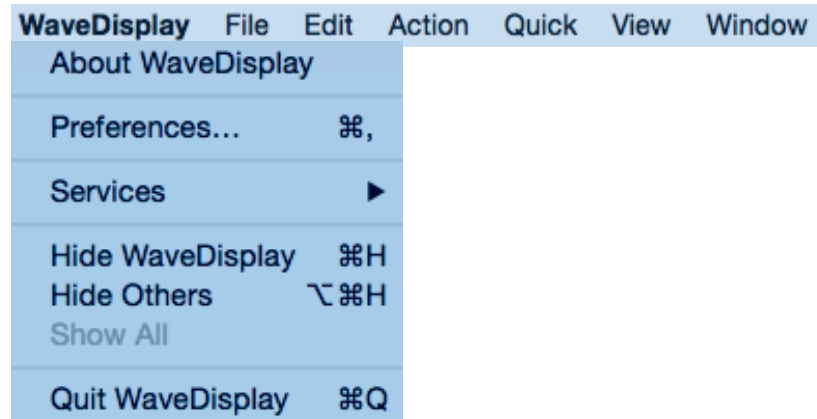 WaveDisplay File Edit Action Quick View Window
About WaveDisplay
Preferences... ⌘,
Services ▶
Hide WaveDisplay ⌘H
Hide Others ⌥⌘H
Show All
Quit WaveDisplay ⌘Q